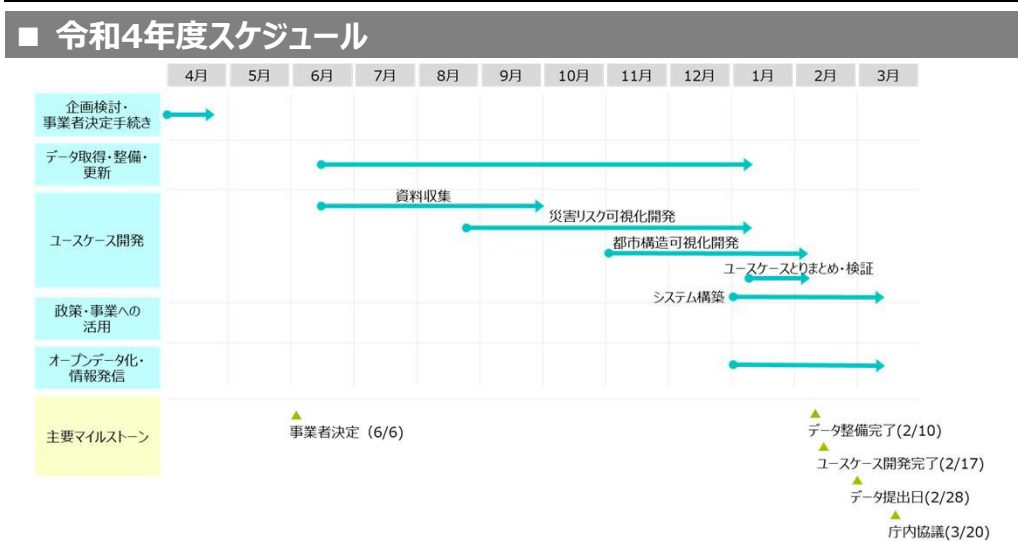 ■ 令和4年度スケジュール
4月 5月 6月 7月 8月 9月 10月 11月 12月 1月 2月 3月
企画検討・
事業者決定手続き
データ取得・整備・
更新
ユースケース開発
資料収集
災害リスク可視化開発
都市構造可視化開発
ユースケースとりまとめ・検証
システム構築
政策・事業への
活用
オープンデータ化・
情報発信
主要マイルストーン
事業者決定（6/6)
データ整備完了(2/10)
ユースケース開発完了(2/17)
データ提出日(2/28)
庁内協議(3/20)